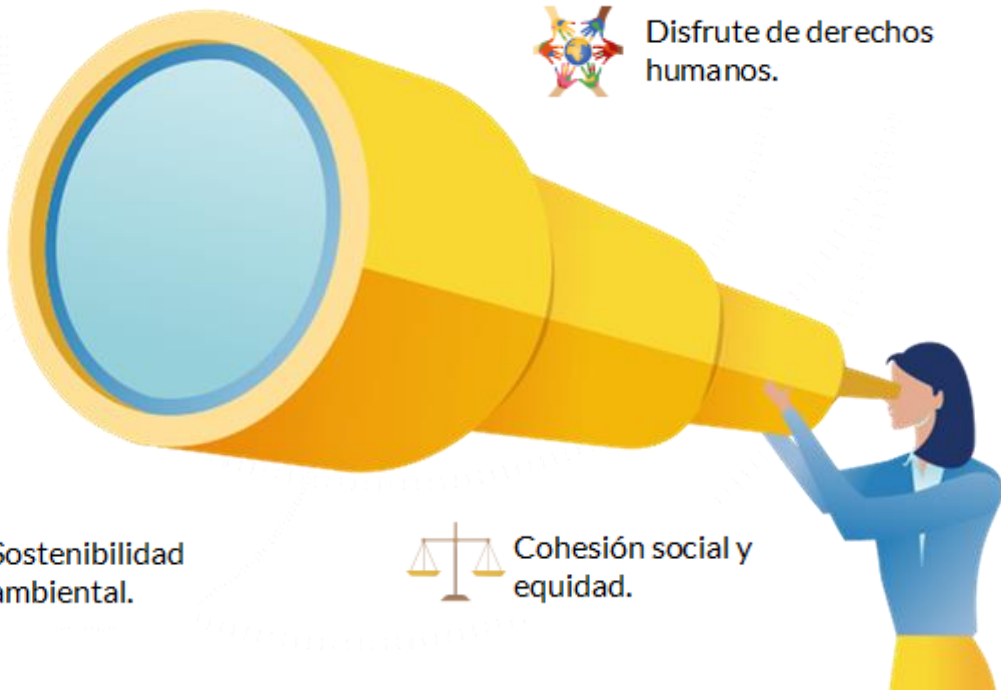 Disfrute de derechos
humanos.
Sostenibilidad
ambiental.
Cohesión social y
equidad.